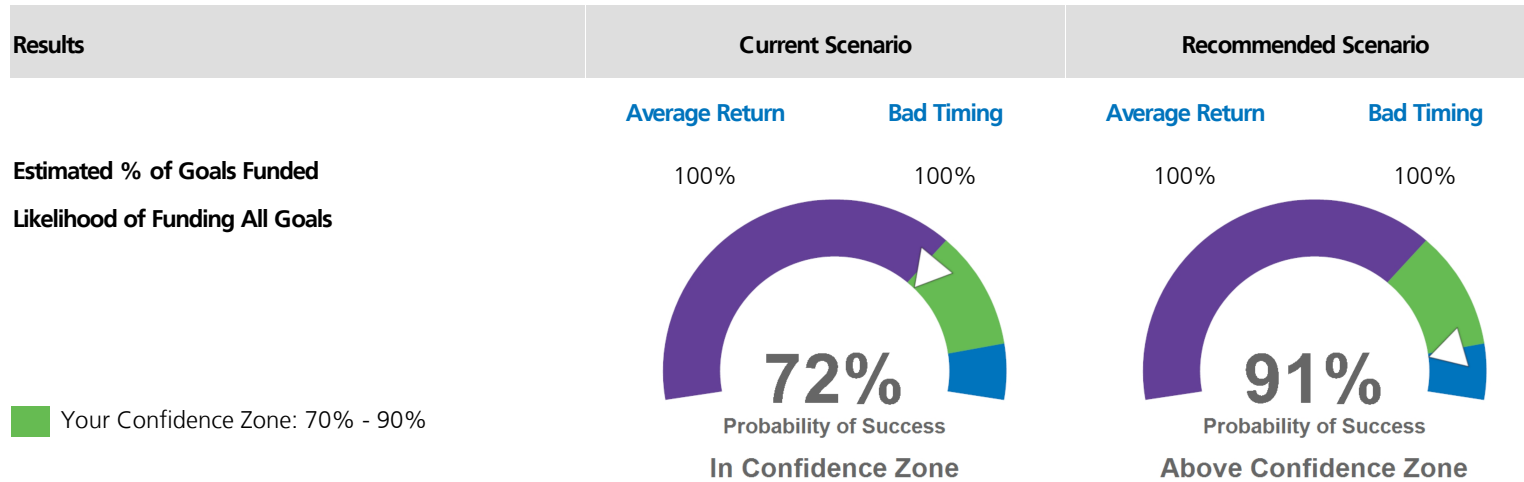 Results Current Scenario Recommended Scenario
Average Return Bad Timing Average Return Bad Timing
Estimated % of Goals Funded 100% 100% 100% 100%
Likelihood of Funding All Goals
72% 91%
Your Confidence Zone: 70% - 90% Probability of Success Probability of Success
In Confidence Zone Above Confidence Zone